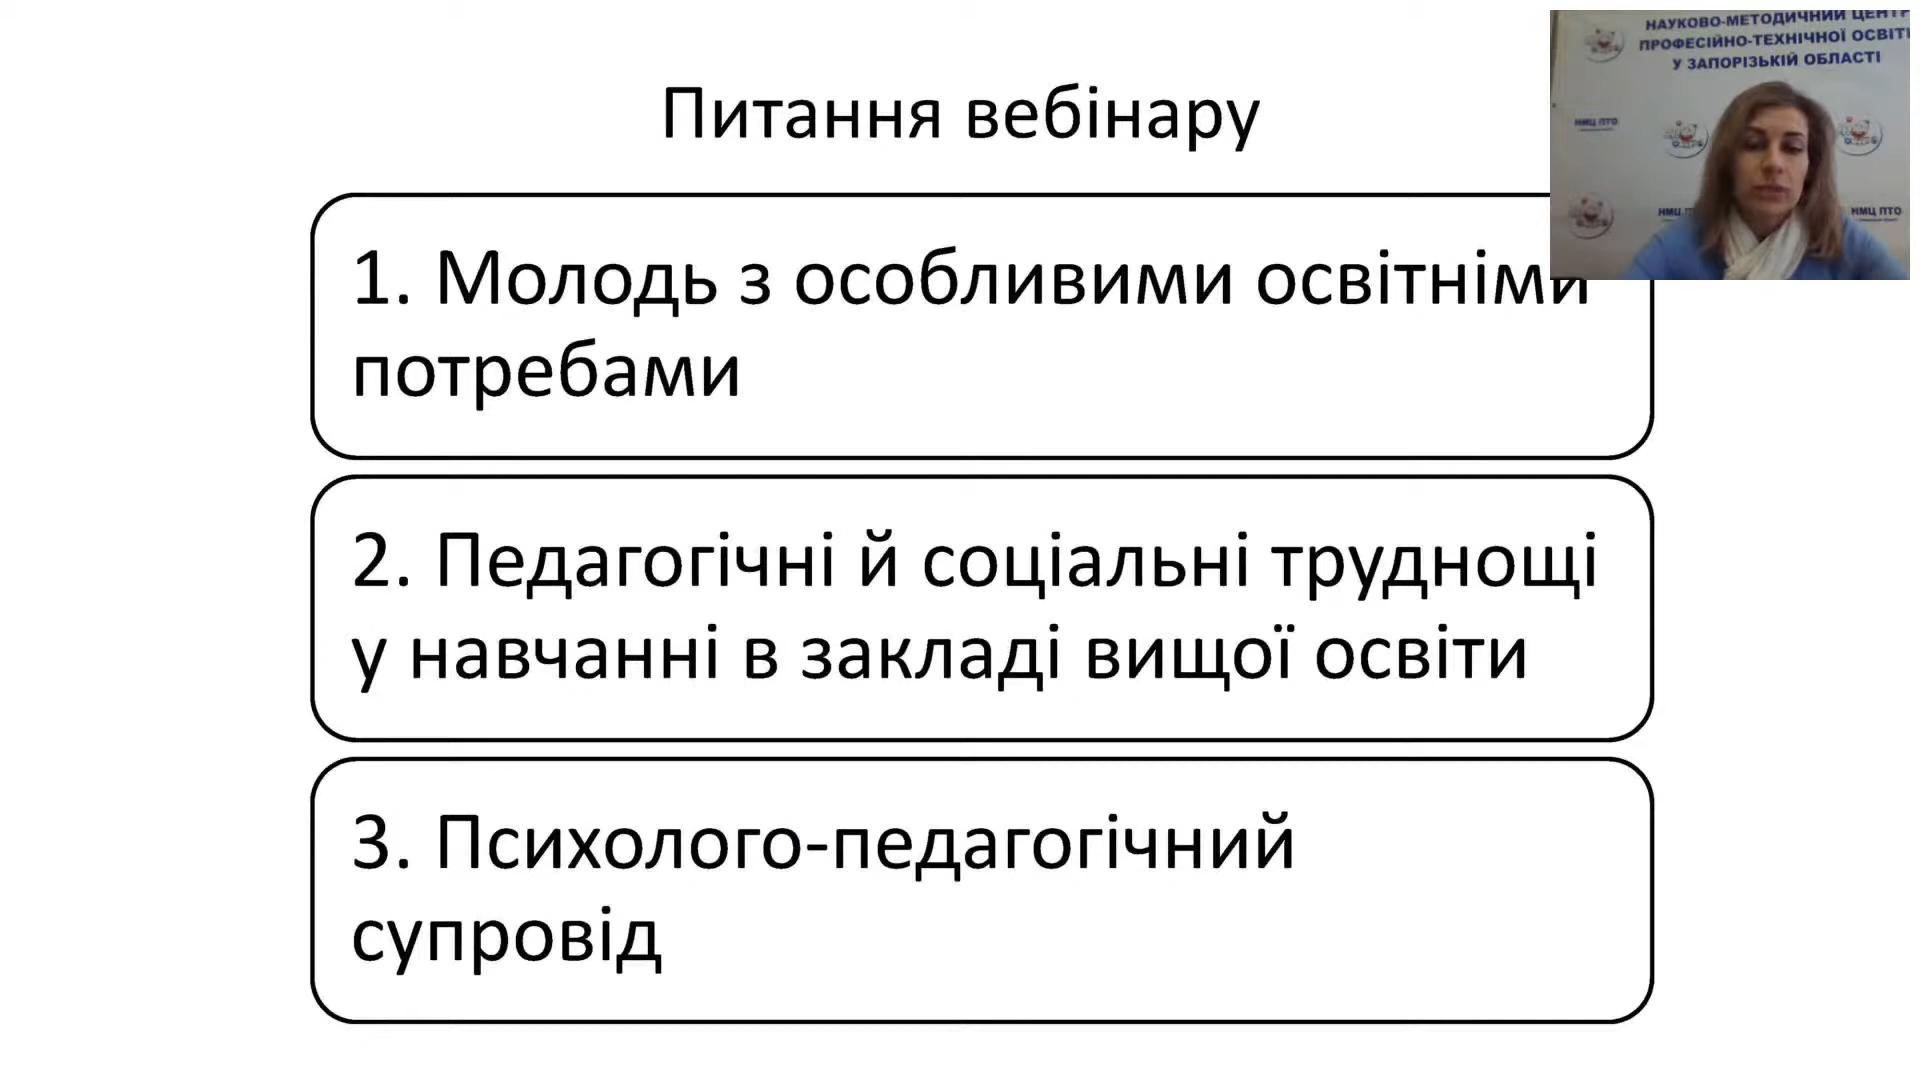 Питання вебінару
1. Молодь з особливими освітніми
потребами
2. Педагогічні й соціальні труднощі
у навчанні в закладі вищої освіти
3. Психолого-педагогічний
супровід
НАУКОВО-МЕТОДИЧНИЙ ЦЕНТР
ПРОФЕСІЙНО-ТЕХНІЧНОЇ ОСВІТИ
У ЗАПОРІЗЬКІЙ ОБЛАСТІ
НМЦ ПТО
НМЦ
НМЦ ПТО